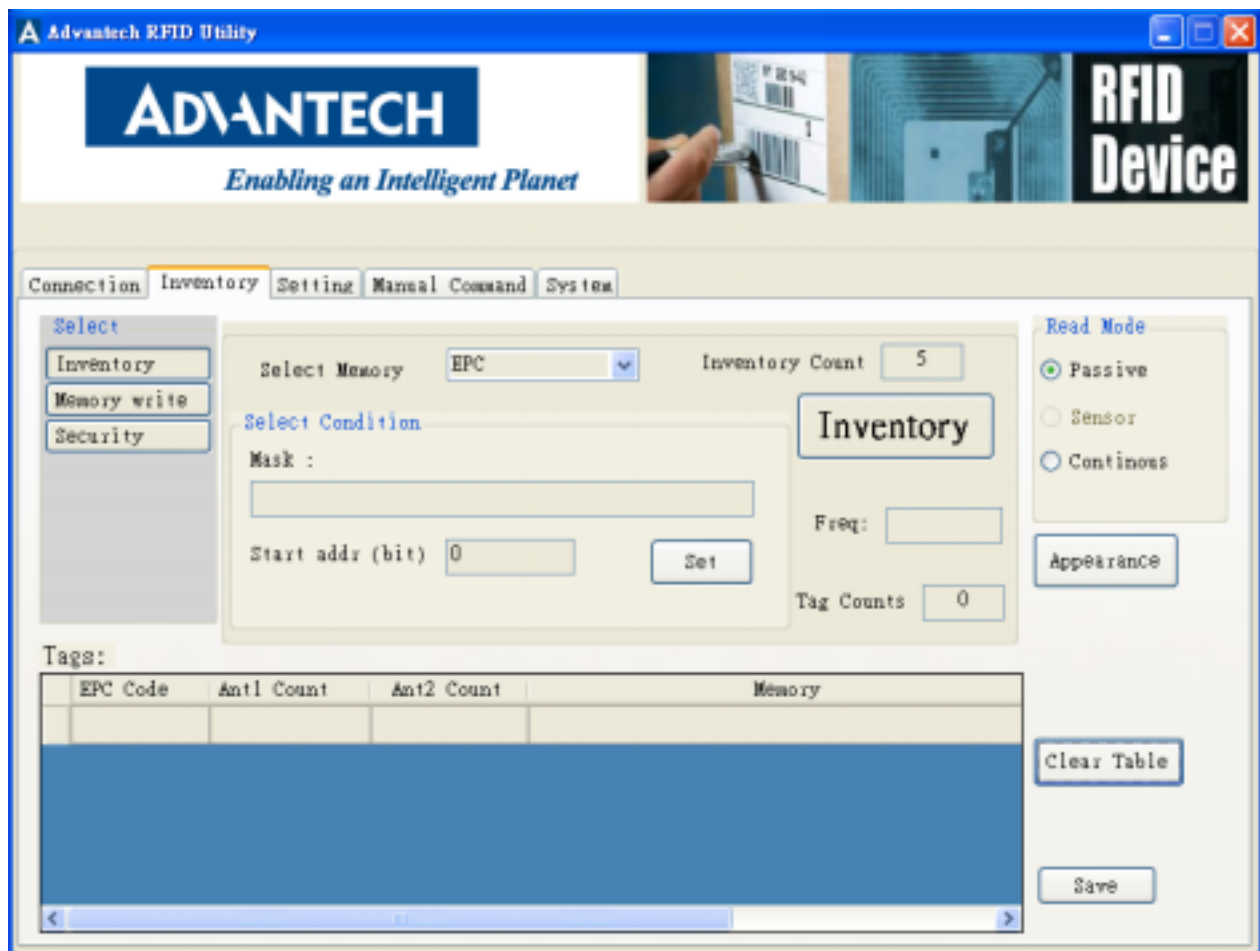 Advantech RFID Utility
ADVANTECH
Enabling an Intelligent Planet
RFID
Device
Connection Inventory Setting Manual Command System
Select
Inventory
Memory write
Security
Select Memory EPC
Inventory Count 5
Select Condition
Mask :
Start addr (bit) 0
Set
Inventory
Freq:
Tag Counts 0
Read Mode
Passive
Sensor
Continous
Appearance
Tags:
EPC Code Ant1 Count Ant2 Count Memory
Clear Table
Save